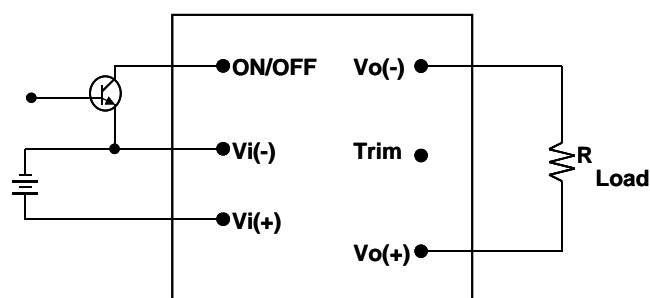 ON/OFF Vo(-)
Vi(-) Trim
R
Load
Vi(+)
Vo(+)